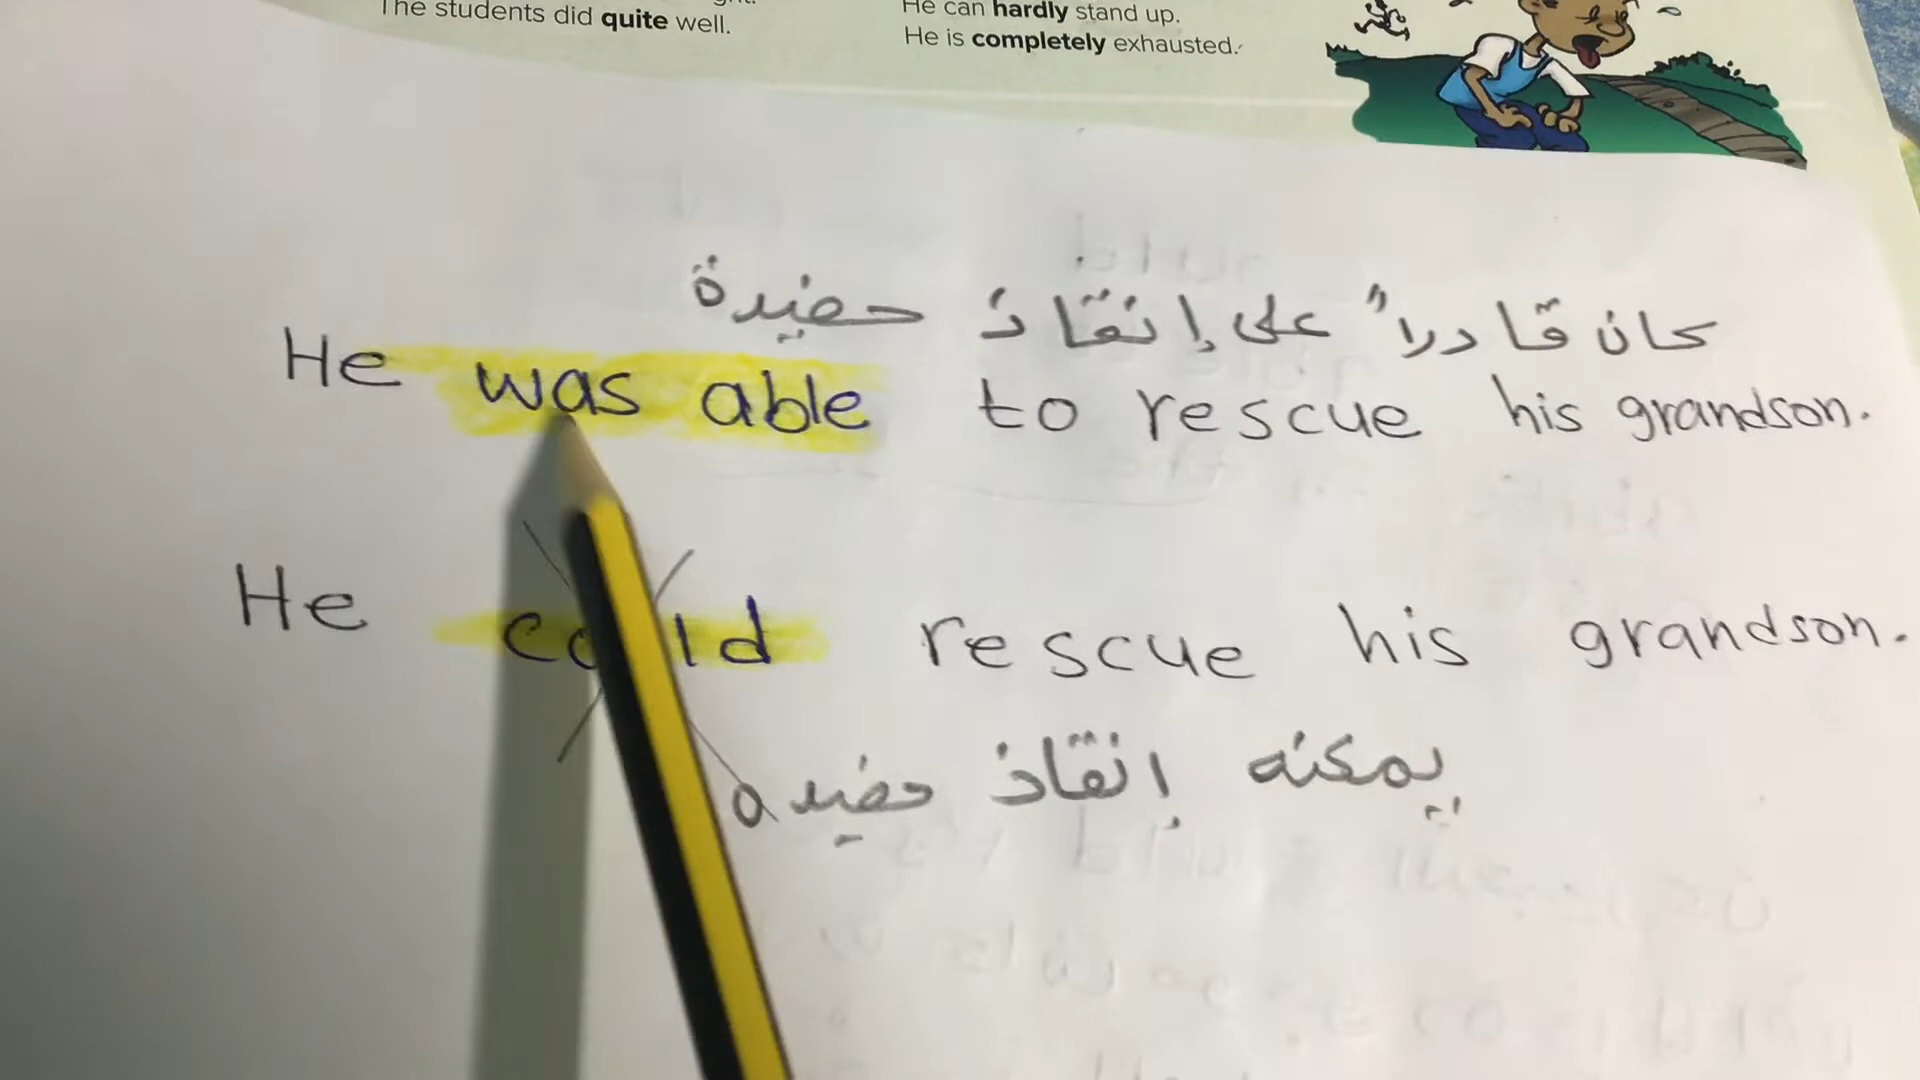 The students did quite well.
He can hardly stand up.
He is completely exhausted.
كان قادراً على إنقاذ حفيدة
He was able to rescue his grandson.
He could rescue his grandson.
يمكنه إنقاذ حفيده